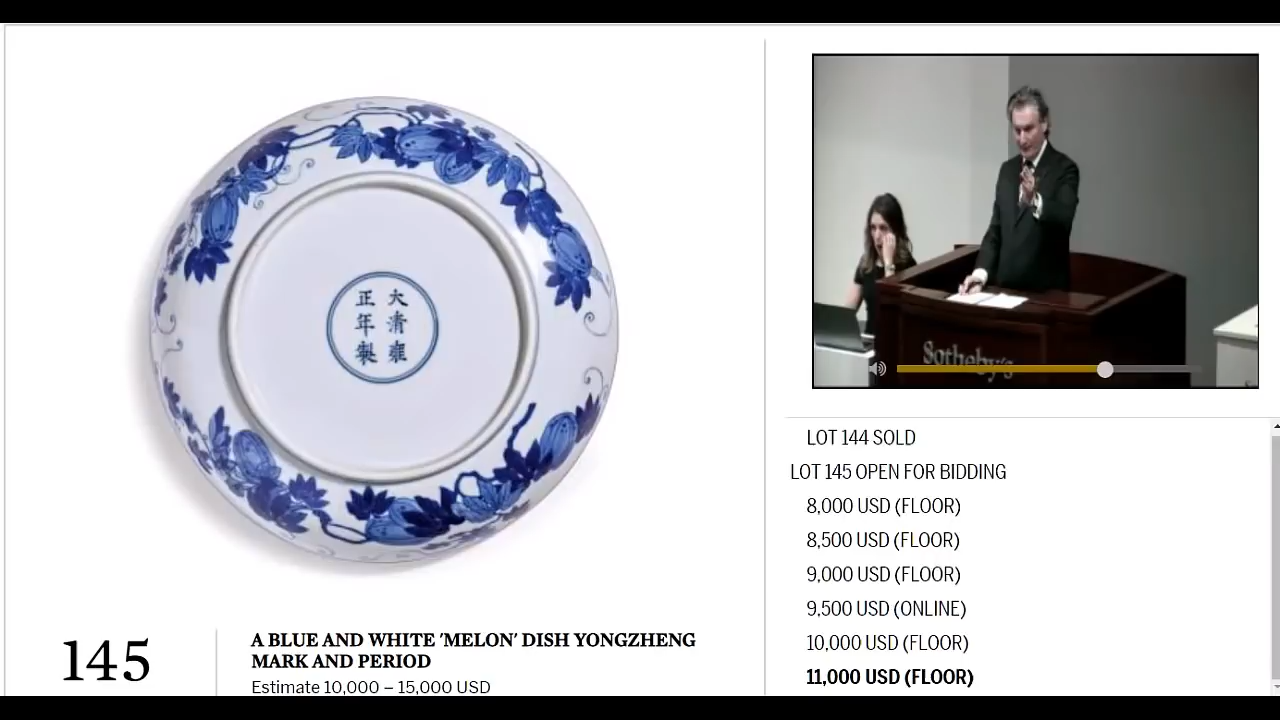 大清雍
正年製
145
A BLUE AND WHITE 'MELON' DISH YONGZHENG
MARK AND PERIOD
Estimate 10,000 – 15,000 USD
Sotheby's
LOT 144 SOLD
LOT 145 OPEN FOR BIDDING
8,000 USD (FLOOR)
8,500 USD (FLOOR)
9,000 USD (FLOOR)
9,500 USD (ONLINE)
10,000 USD (FLOOR)
11,000 USD (FLOOR)